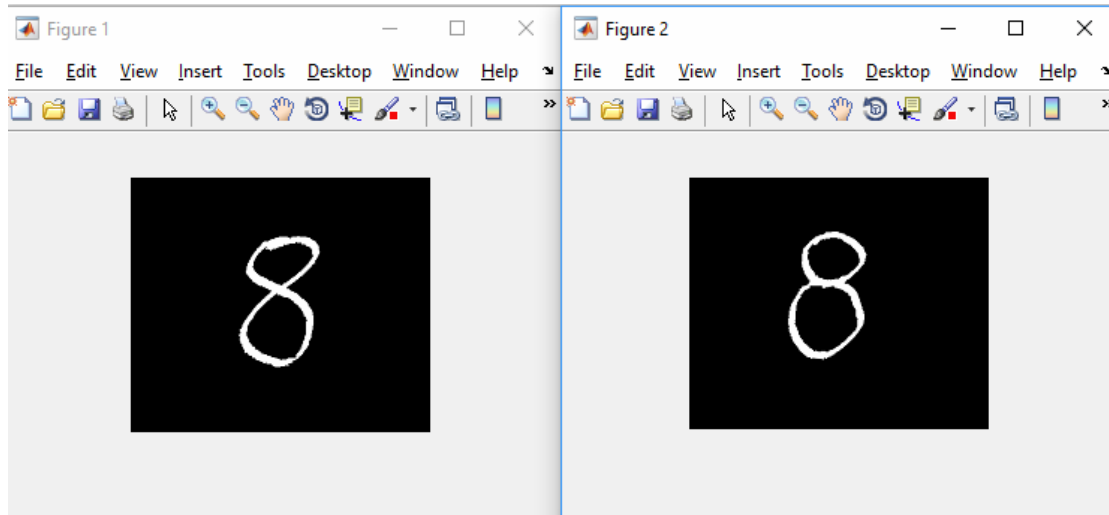 Figure 1
File Edit View Insert Tools Desktop Window Help
8
Figure 2
File Edit View Insert Tools Desktop Window Help
8